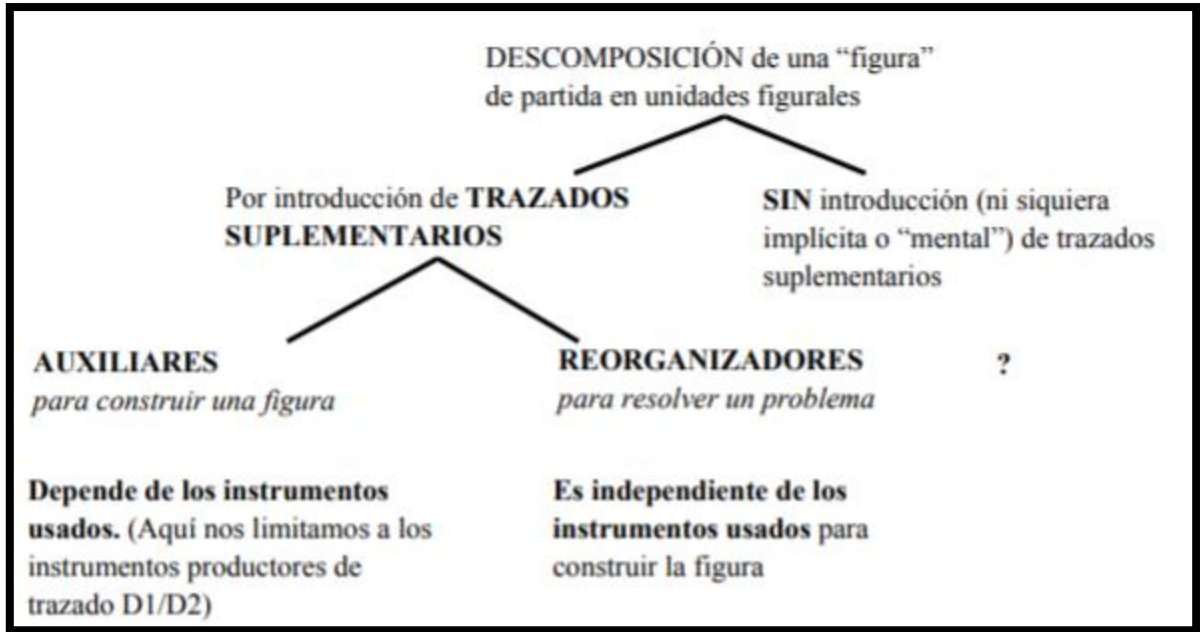 DESCOMPOSICIÓN de una “figura”
de partida en unidades figurales
Por introducción de TRAZADOS
SUPLEMENTARIOS
SIN introducción (ni siquiera
implícita o “mental”) de trazados
suplementarios
AUXILIARES
para construir una figura
REORGANIZADORES
para resolver un problema
?
Depende de los instrumentos
usados. (Aquí nos limitamos a los
instrumentos productores de
trazado D1/D2)
Es independiente de los
instrumentos usados para
construir la figura